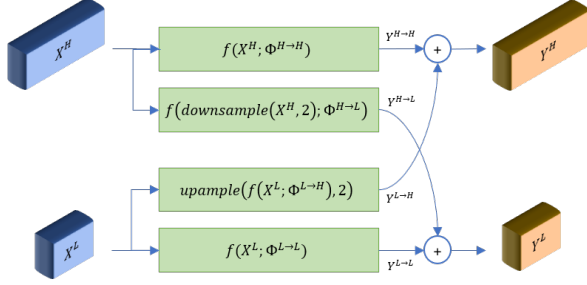 X^H
f(X^H; Φ^{H→H})
Y^{H→H}
+
Y^H
f(downsample(X^H, 2); Φ^{H→L})
Y^{H→L}
upample(f(X^L; Φ^{L→H}), 2)
Y^{L→H}
X^L
f(X^L; Φ^{L→L})
Y^{L→L}
+
Y^L